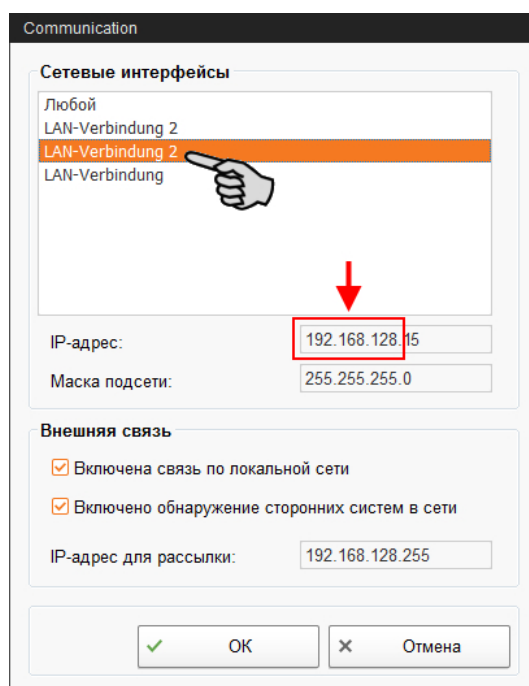 Communication
Сетевые интерфейсы
Любой
LAN-Verbindung 2
LAN-Verbindung 2
LAN-Verbindung
IP-адрес: 192.168.128.15
Маска подсети: 255.255.255.0
Внешняя связь
Включена связь по локальной сети
Включено обнаружение сторонних систем в сети
IP-адрес для рассылки: 192.168.128.255
OK Отмена